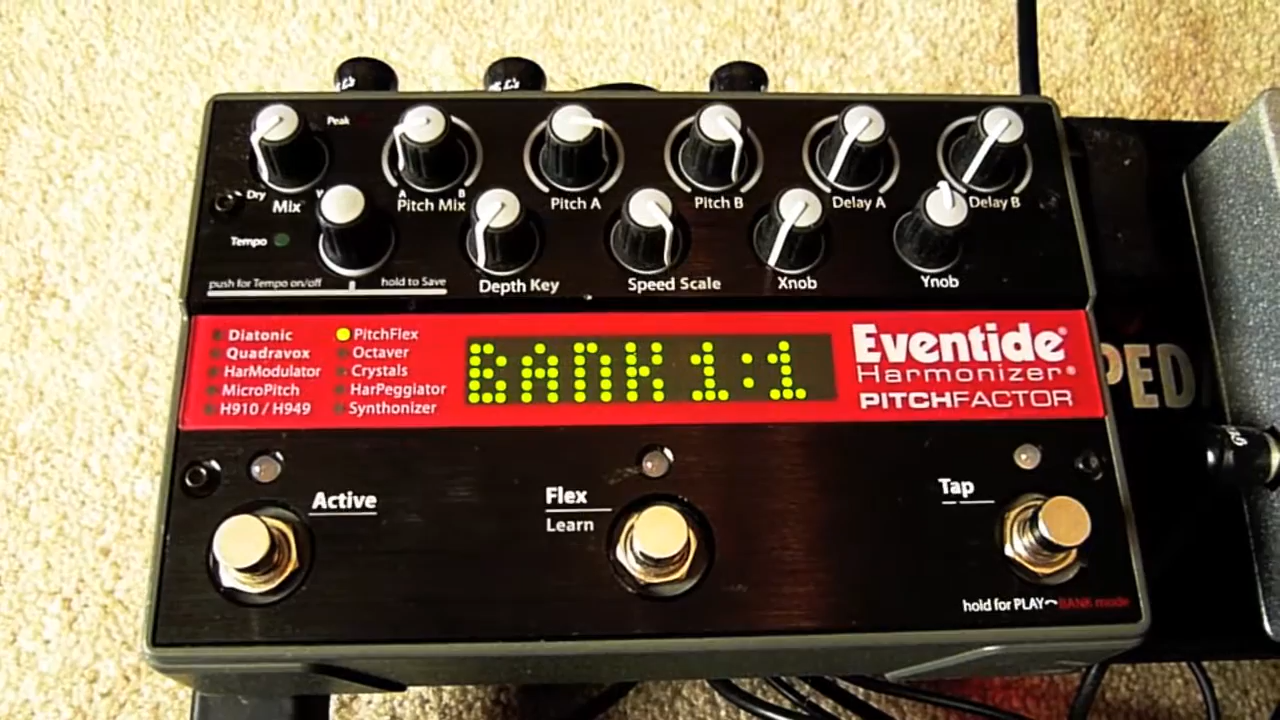 Peak
Dry
Mix
Pitch Mix
A
B
Pitch A
Pitch B
Delay A
Delay B
Tempo
push for Tempo on/off
hold to Save
Depth Key
Speed Scale
Xnob
Ynob
Diatonic
Quadravox
HarModulator
MicroPitch
H910 / H949
PitchFlex
Octaver
Crystals
HarPeggiator
Synthonizer
BANK 1:1
Eventide®
Harmonizer®
PITCHFACTOR
PED
Active
Flex
Learn
Tap
hold for PLAY BANK mode